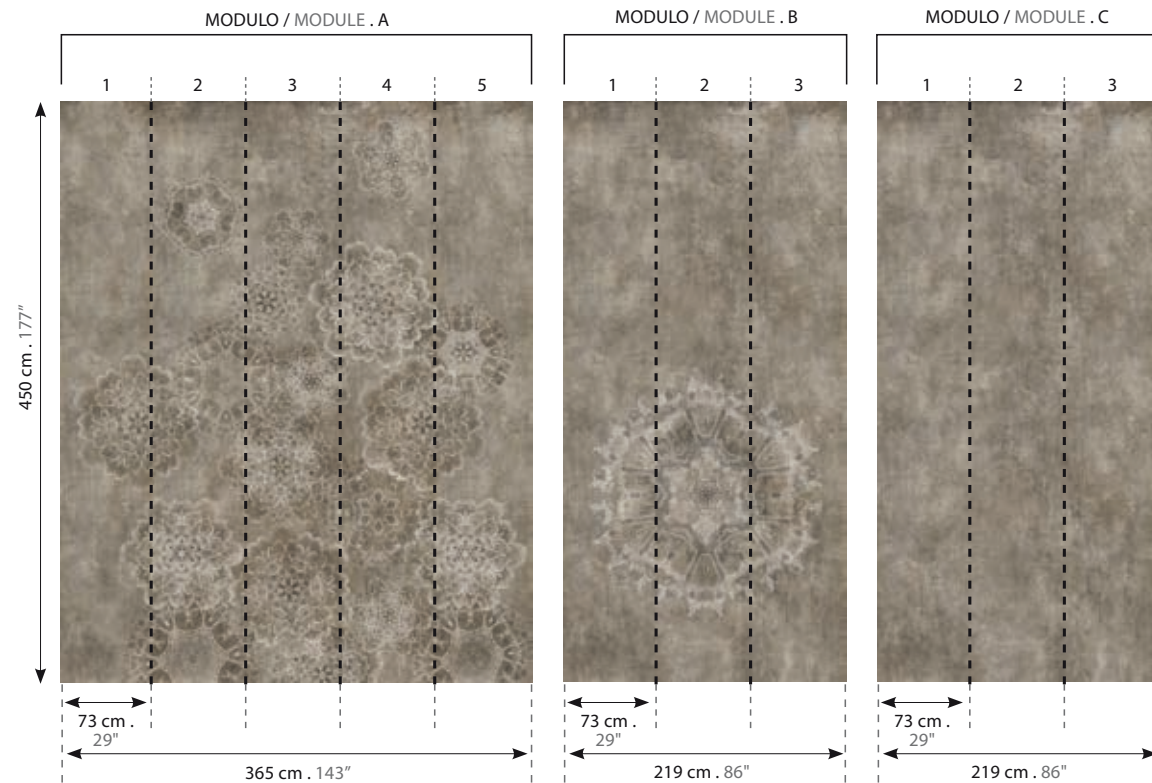 MODULO / MODULE . A
MODULO / MODULE . B
MODULO / MODULE . C
1 2 3 4 5
1 2 3
1 2 3
450 cm . 177”
73 cm .
29"
365 cm . 143”
73 cm .
29"
219 cm . 86”
73 cm .
29"
219 cm . 86”